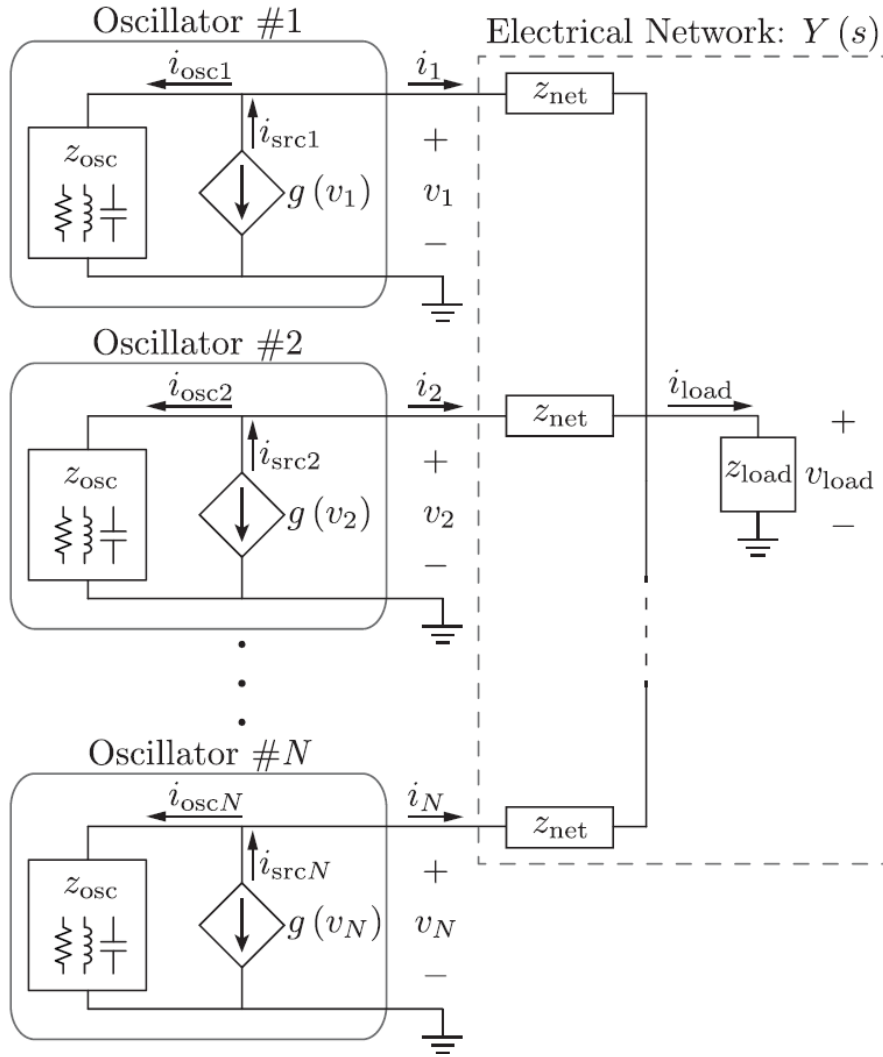 Oscillator #1
Electrical Network: Y (s)
i_osc1
i_1
z_net
z_osc
i_src1
g (v_1)
+
v_1
−
Oscillator #2
i_osc2
i_2
z_net
i_load
z_osc
i_src2
g (v_2)
+
v_2
−
z_load
+
v_load
−
Oscillator #N
i_oscN
i_N
z_net
z_osc
i_srcN
g (v_N)
+
v_N
−